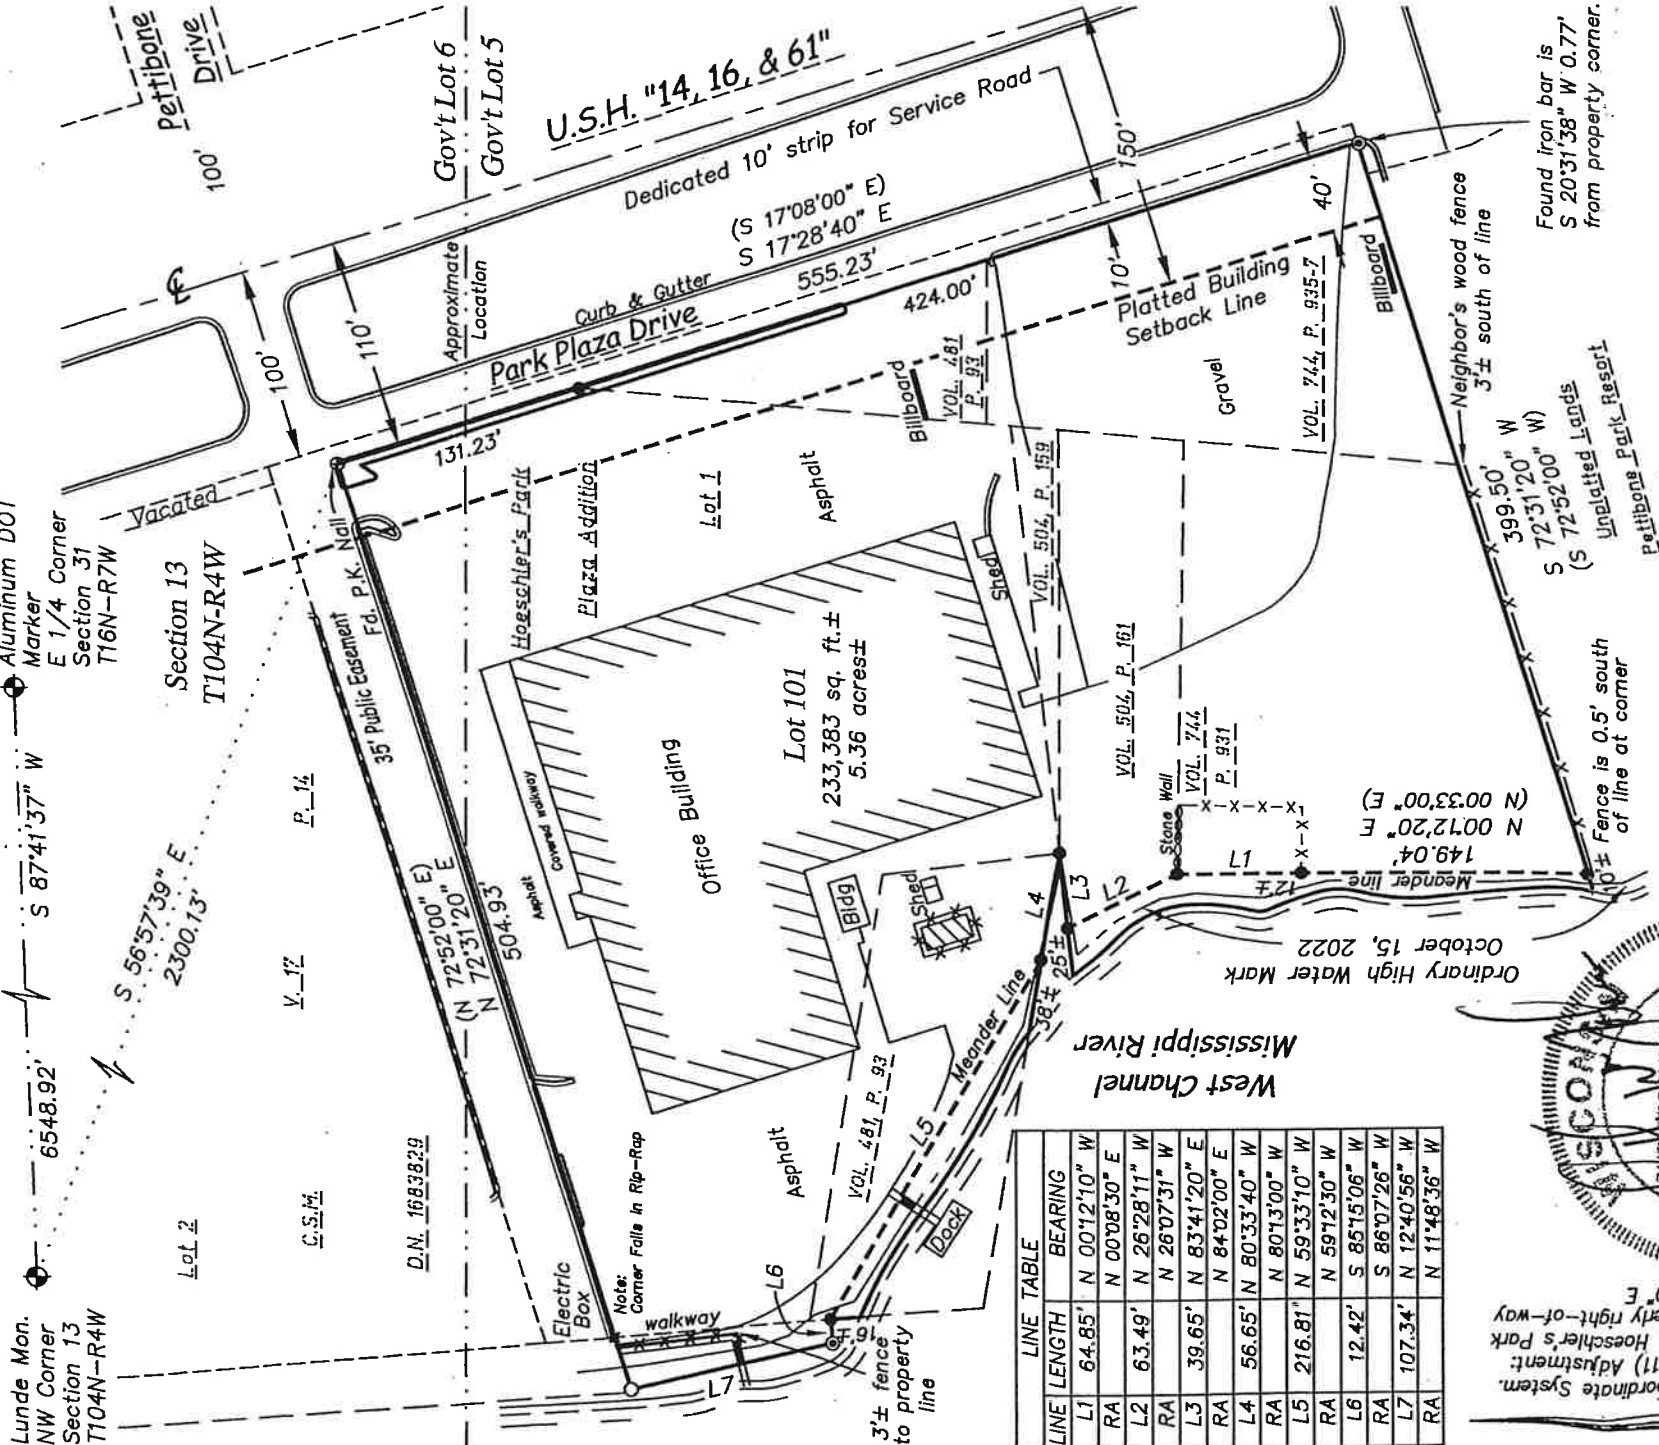 Pettibone
Drive
100'
Gov't Lot 6
Gov't Lot 5
U.S.H. "14, 16, & 61"
Dedicated 10' strip for Service Road
150'
Found iron bar is
S 20°31'38" W 0.77'
from property corner.
CL
100'
110'
Approximate
Location
Curb & Gutter
Park Plaza Drive
(S 17°08'00" E)
S 17°28'40" E
555.23'
424.00'
131.23'
10'
40'
Platted Building
Setback Line
Billboard
Neighbor's wood fence
3'± south of line
Aluminum DOT
Marker
E 1/4 Corner
Section 31
T16N-R7W
Vacated
Section 13
T104N-R4W
Fd. P.K. Nail
35' Public Easement
Hoeschler's Park
Plaza Addition
Lot 1
Asphalt
Billboard
VOL. 481
P. 93
Gravel
VOL. 744, P. 935-7
399.50'
S 72°31'20" W
(S 72°52'00" W)
Unplatted Lands
Pettibone Park Resort
S 87°41'37" W
6548.92'
S 56°57'39" E
2300.13'
P. 14
V. 17
(N 72°52'00" E)
N 72°31'20" E
504.93'
Asphalt
Covered walkway
Office Building
Lot 101
233,383 sq. ft.±
5.36 acres±
Shed
VOL. 504, P. 159
VOL. 504, P. 161
VOL. 744
P. 931
Stone Wall
Fence is 0.5' south
of line at corner
Lunde Mon.
NW Corner
Section 13
T104N-R4W
Lot 2
C.S.M.
D.N. 1683829
Electric
Box
Note:
Corner Falls in Rip-Rap
walkway
Asphalt
VOL. 481, P. 93
Bldg
Shed
Meander Line
L4
L3
L2
L1
12'±
Meander line
149.04'
N 00°12'20" E
(N 00°33'00" E)
10'±
38'±
25'±
L5
L6
L7
16'±
Dock
3'± fence
to property
line
Ordinary High Water Mark
October 15, 2022
West Channel
Mississippi River
LINE TABLE
LINE LENGTH BEARING
L1 64.85' N 00°12'10" W
RA N 00°08'30" E
L2 63.49' N 26°28'11" W
RA N 26°07'31" W
L3 39.65' N 83°41'20" E
RA N 84°02'00" E
L4 56.65' N 80°33'40" W
RA N 80°13'00" W
L5 216.81' N 59°33'10" W
RA N 59°12'30" W
L6 12.42' S 85°15'06" W
RA S 86°07'26" W
L7 107.34' N 12°40'56" W
RA N 11°48'36" W
SCON
ordinate System.
11) Adjustment:
Hoeschler's Park
erly right-of-way
0" E